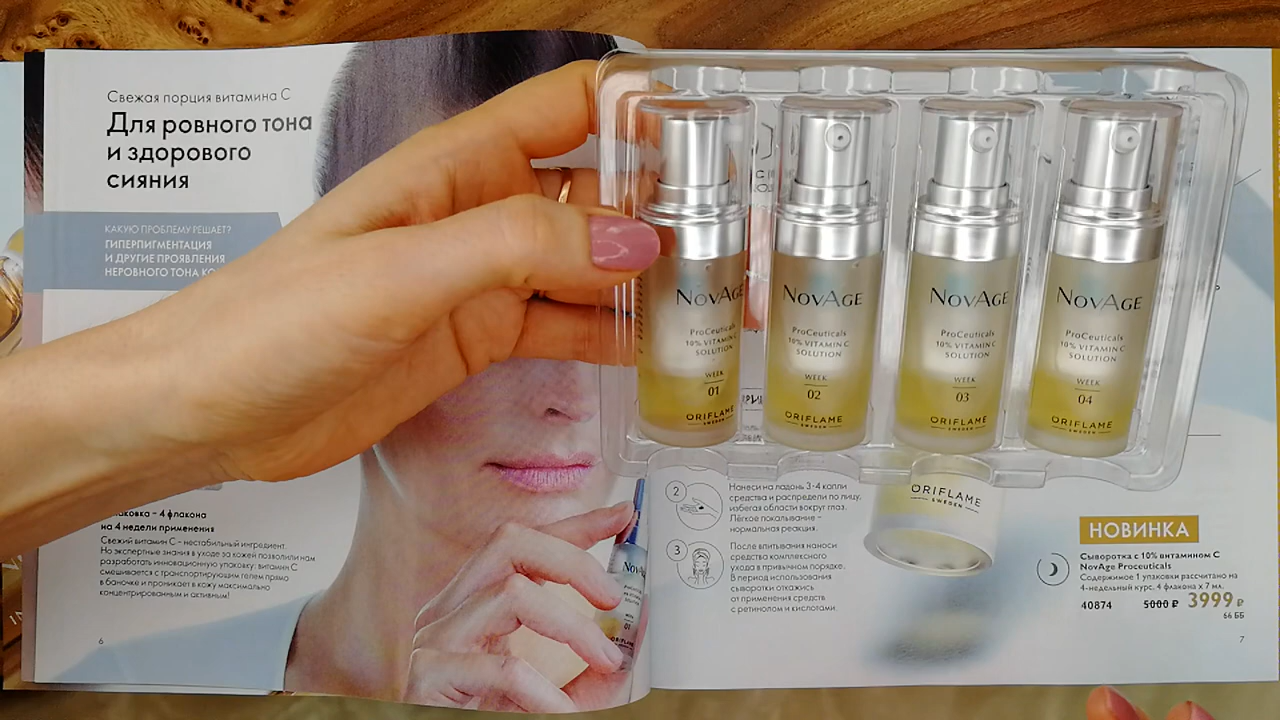 Свежая порция витамина С
Для ровного тона
и здорового
сияния
КАКУЮ ПРОБЛЕМУ РЕШАЕТ?
ГИПЕРПИГМЕНТАЦИЯ
И ДРУГИЕ ПРОЯВЛЕНИЯ
НЕРОВНОГО ТОНА
– 4 флакона
на 4 недели применения
Свежий витамин С – нестабильный ингредиент.
Но экспертные знания в уходе за кожей позволили нам
разработать инновационную упаковку: витамин С
смешивается с транспортирующим гелем прямо
в баночке и проникает в кожу максимально
концентрированным и активным!
6
NOVAGE
ProCeuticals
10% VITAMIN C
SOLUTION
WEEK
01
ORIFLAME
SWEDEN
NOVAGE
ProCeuticals
10% VITAMIN C
SOLUTION
WEEK
02
ORIFLAME
SWEDEN
NOVAGE
ProCeuticals
10% VITAMIN C
SOLUTION
WEEK
03
ORIFLAME
SWEDEN
NOVAGE
ProCeuticals
10% VITAMIN C
SOLUTION
WEEK
04
ORIFLAME
SWEDEN
2
Нанеси на ладонь 3-4 капли
средства и распредели по лицу,
избегая области вокруг глаз.
Лёгкое покалывание –
нормальная реакция.
3
После впитывания наноси
средства комплексного
ухода в привычном порядке.
В период использования
сыворотки откажись
от применения средств
с ретинолом и кислотами.
ORIFLAME
SWEDEN
НОВИНКА
Сыворотка с 10% витамином С
NovAge Proceuticals
Содержимое 1 упаковки рассчитано на
4-недельный курс. 4 флакона х 7 мл.
40874 5000 ₽ 3999 ₽
66 ББ
7